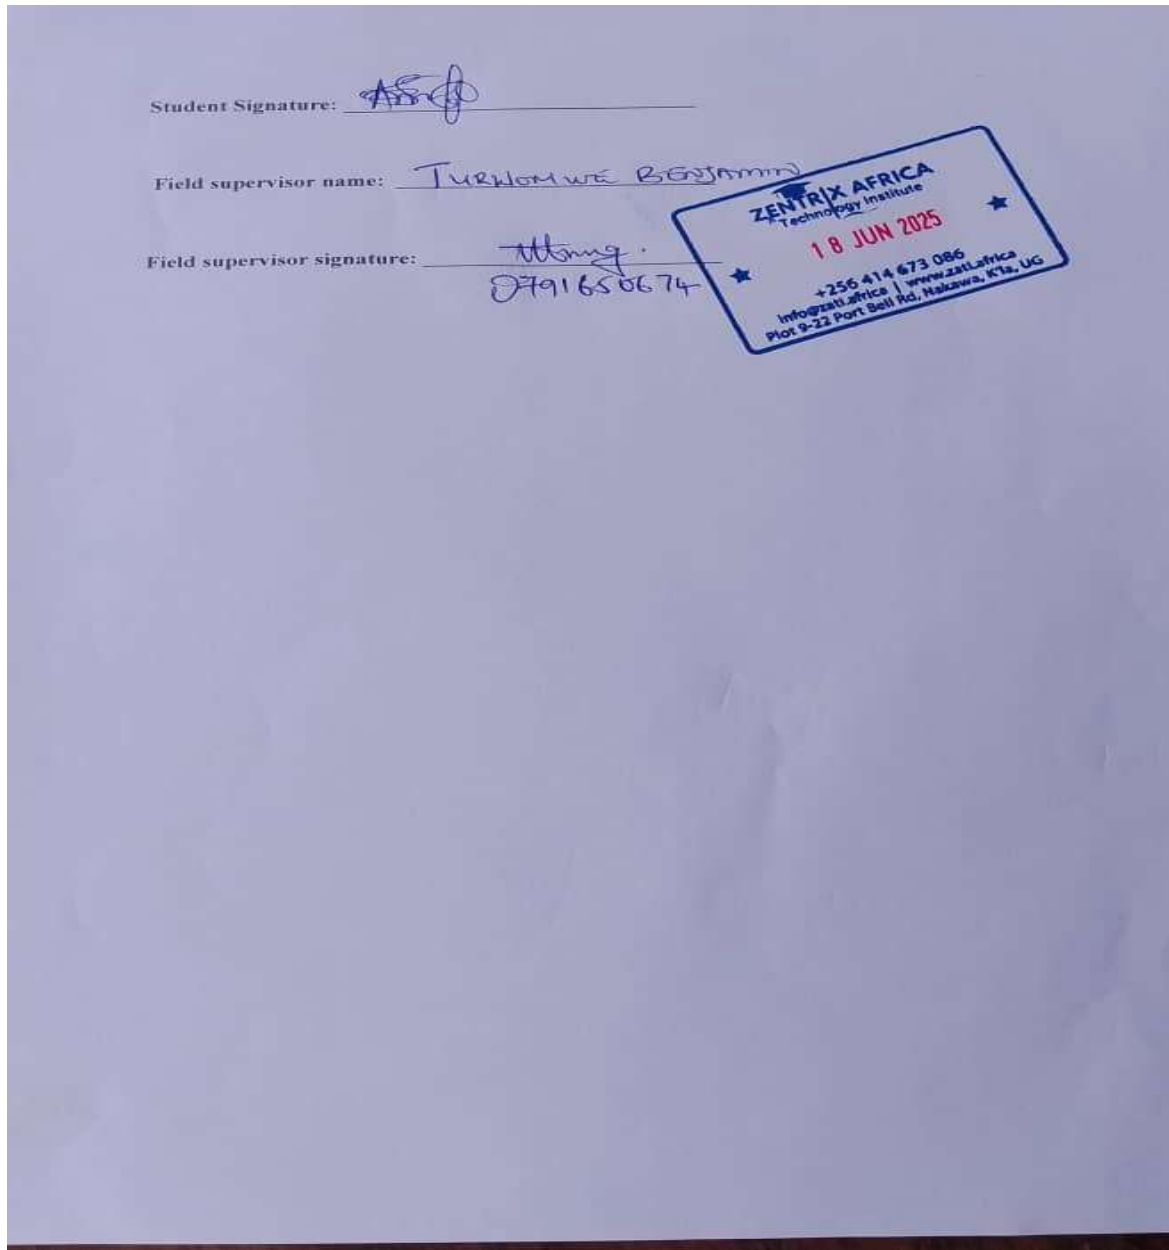 Student Signature:
Field supervisor name: TURWOMWE BENJAMIN
Field supervisor signature:
0791650674
ZENTRIX AFRICA
Technology Institute
18 JUN 2025
+256 414 673 086
info@zati.africa | www.zati.africa
Plot 9-22 Port Bell Rd, Nakawa, K'la, UG